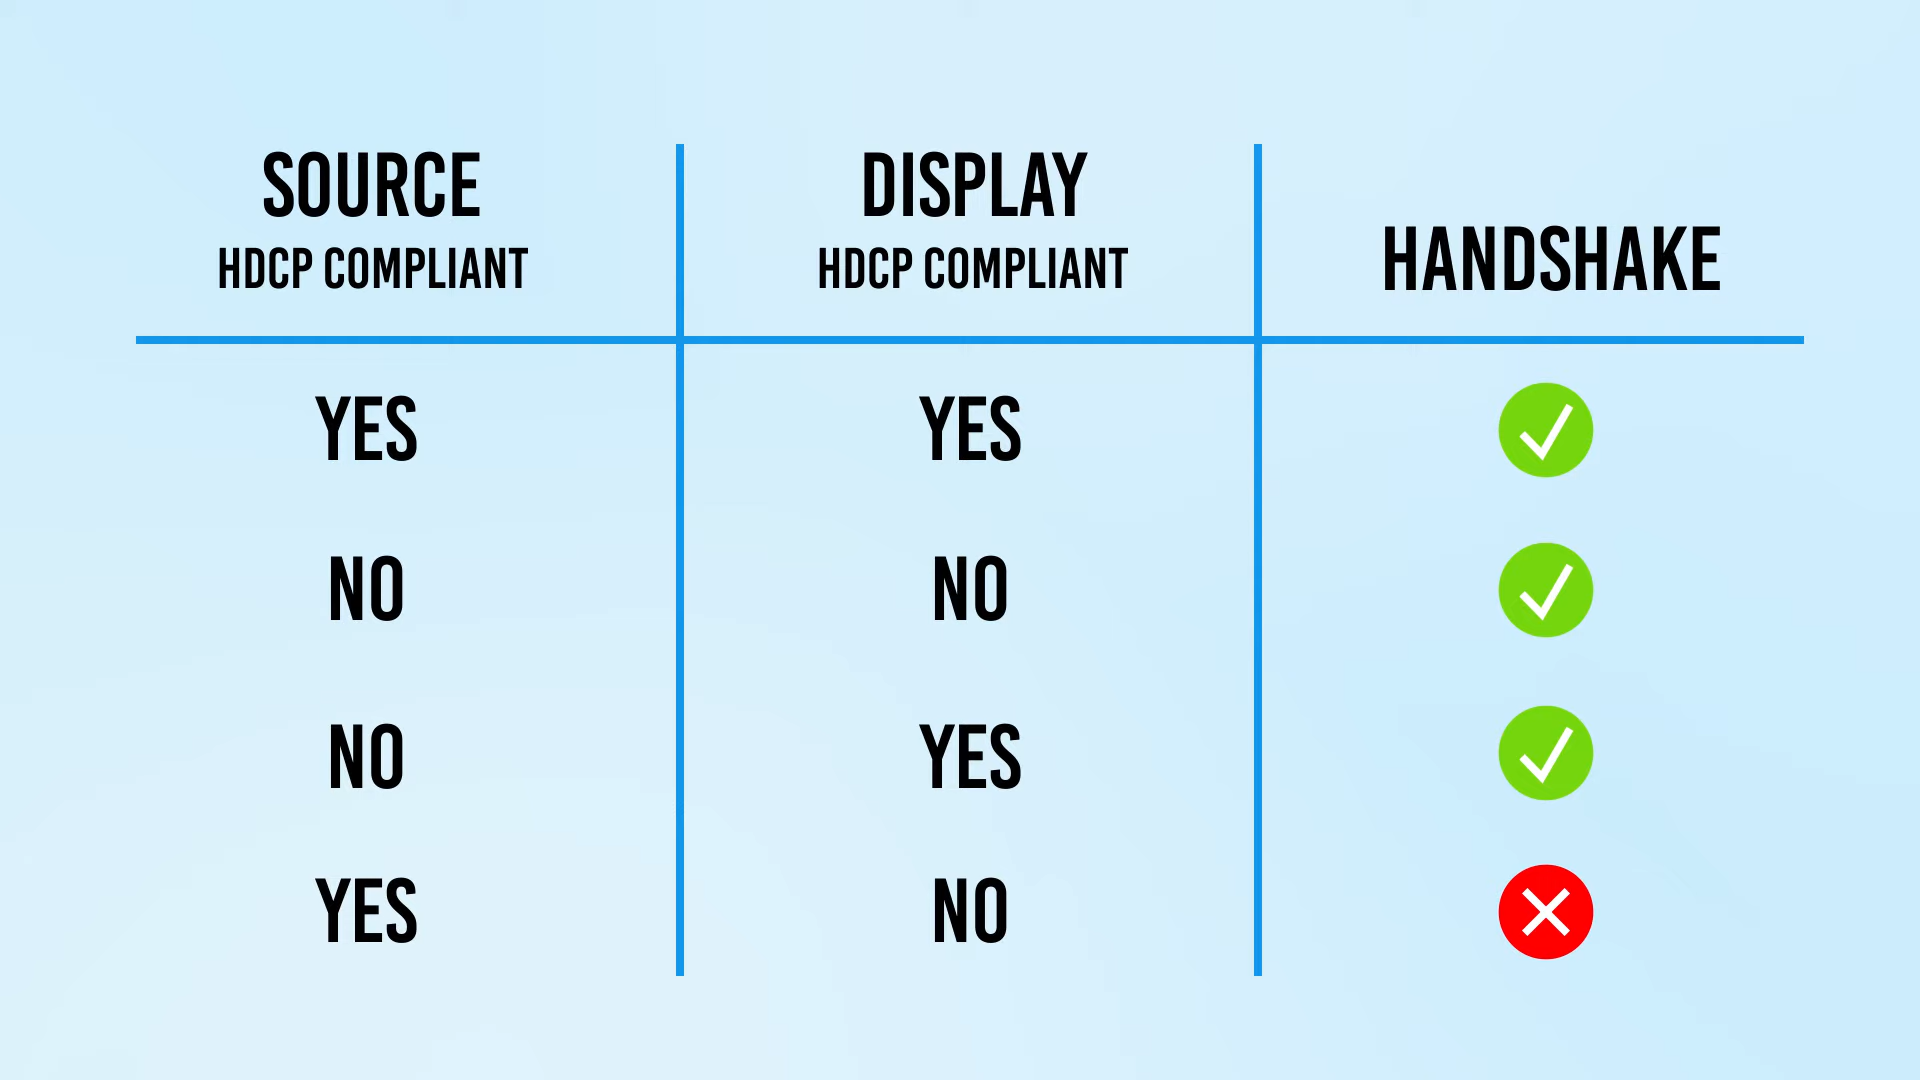 SOURCE
HDCP COMPLIANT
DISPLAY
HDCP COMPLIANT
HANDSHAKE
YES YES
NO NO
NO YES
YES NO